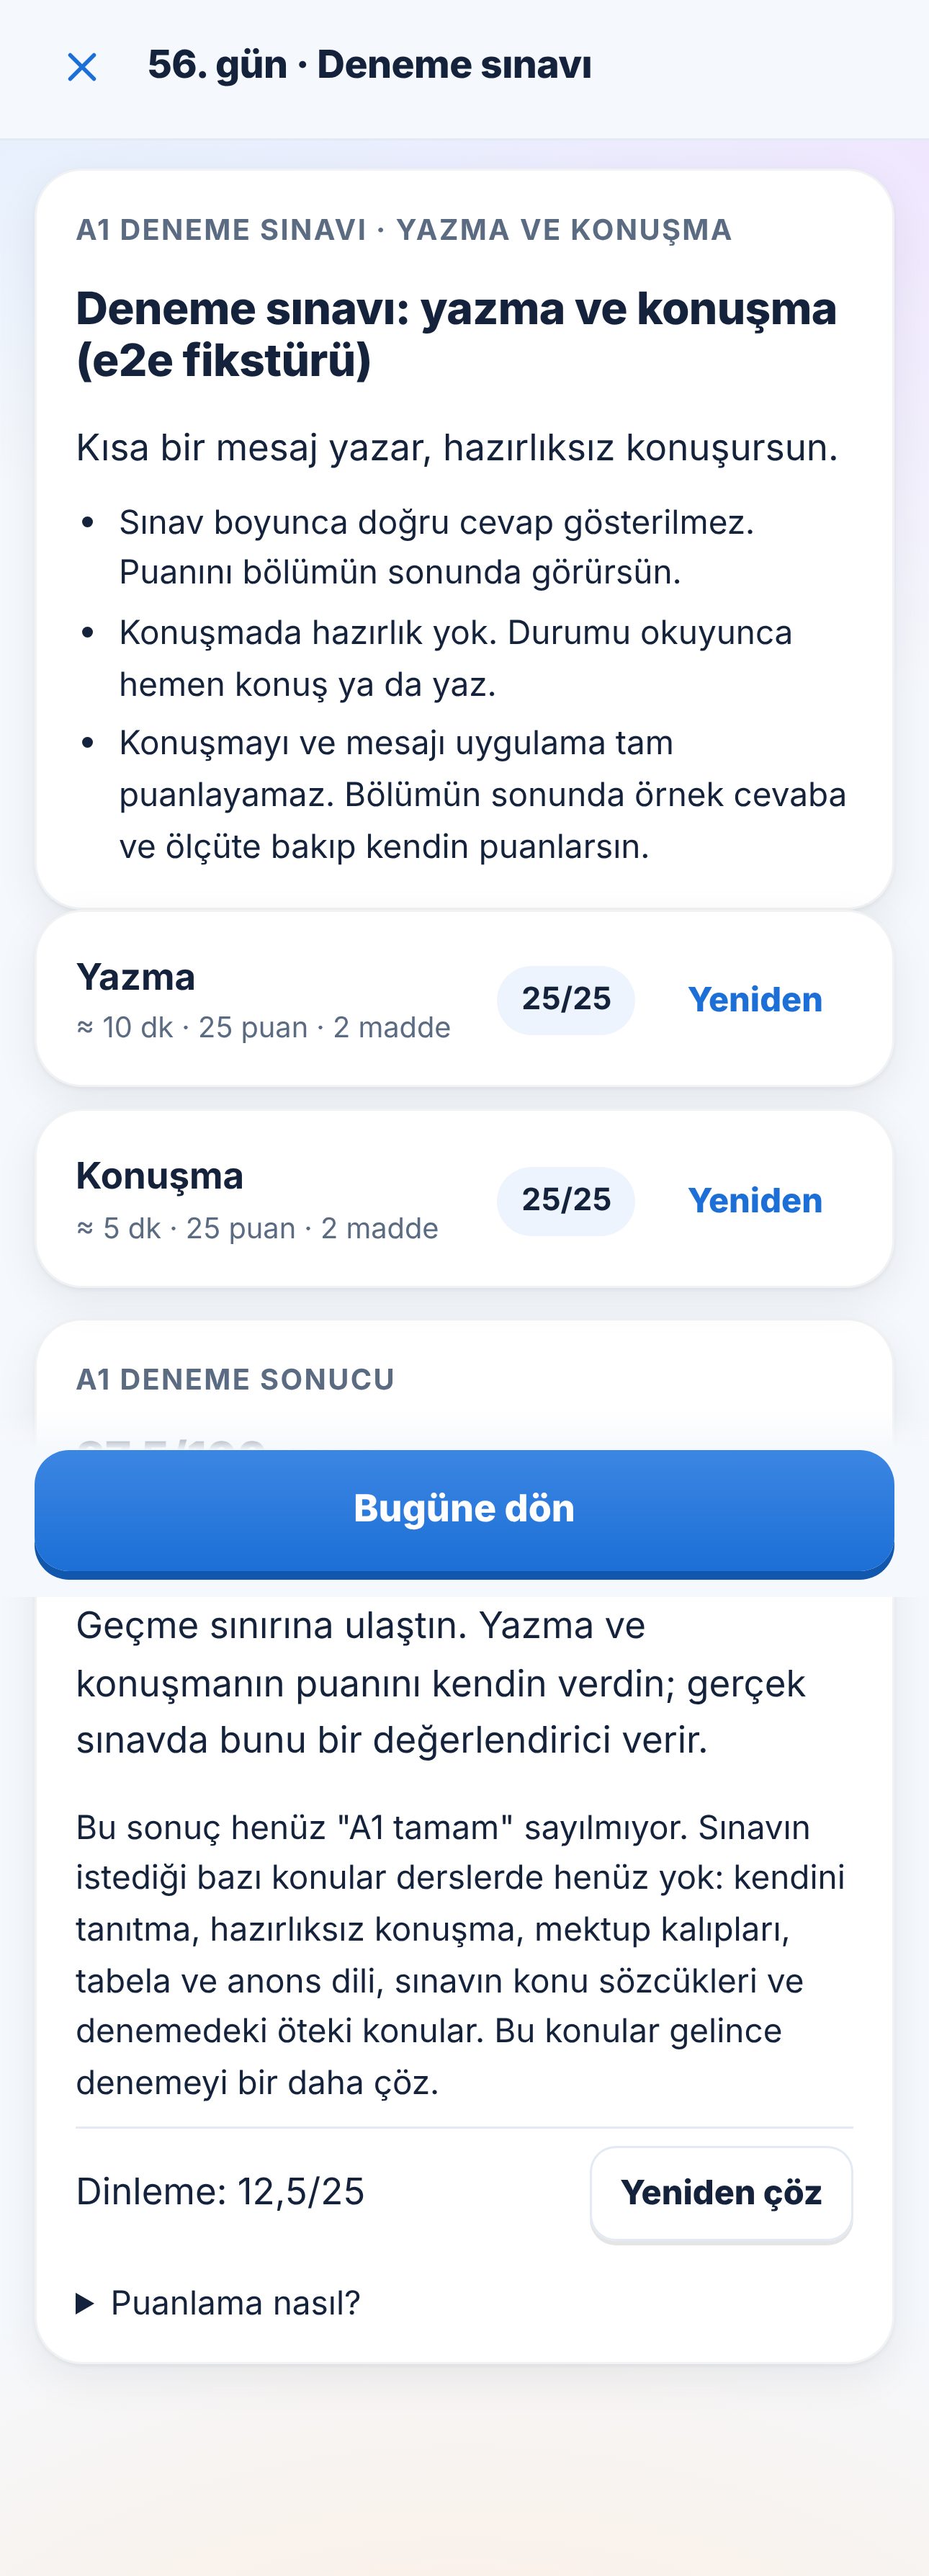 56. gün · Deneme sınavı
A1 DENEME SINAVI · YAZMA VE KONUŞMA
Deneme sınavı: yazma ve konuşma
(e2e fikstürü)
Kısa bir mesaj yazar, hazırlıksız konuşursun.
• Sınav boyunca doğru cevap gösterilmez.
Puanını bölümün sonunda görürsün.
• Konuşmada hazırlık yok. Durumu okuyunca
hemen konuş ya da yaz.
• Konuşmayı ve mesajı uygulama tam
puanlayamaz. Bölümün sonunda örnek cevaba
ve ölçüte bakıp kendin puanlarsın.
Yazma
≈ 10 dk · 25 puan · 2 madde
25/25
Yeniden
Konuşma
≈ 5 dk · 25 puan · 2 madde
25/25
Yeniden
A1 DENEME SONUCU
Bugüne dön
Geçme sınırına ulaştın. Yazma ve
konuşmanın puanını kendin verdin; gerçek
sınavda bunu bir değerlendirici verir.
Bu sonuç henüz "A1 tamam" sayılmıyor. Sınavın
istediği bazı konular derslerde henüz yok: kendini
tanıtma, hazırlıksız konuşma, mektup kalıpları,
tabela ve anons dili, sınavın konu sözcükleri ve
denemedeki öteki konular. Bu konular gelince
denemeyi bir daha çöz.
Dinleme: 12,5/25
Yeniden çöz
▶ Puanlama nasıl?